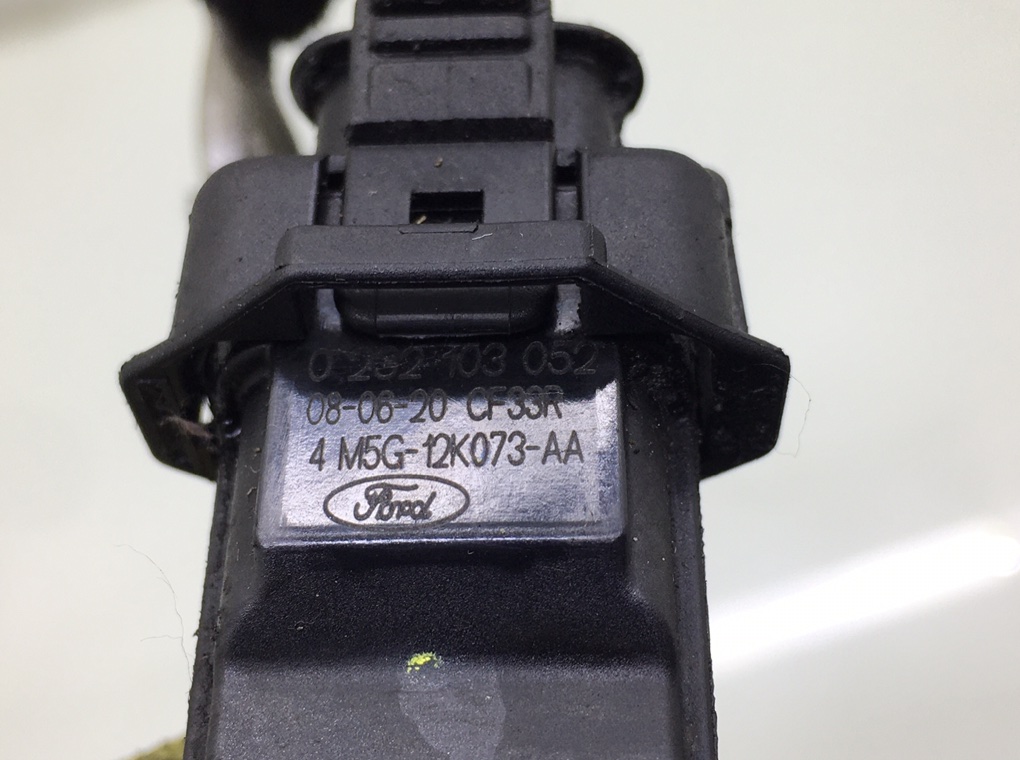 0 232 103 052
08-06-20 CF33R
4 M5G-12K073-AA
Ford